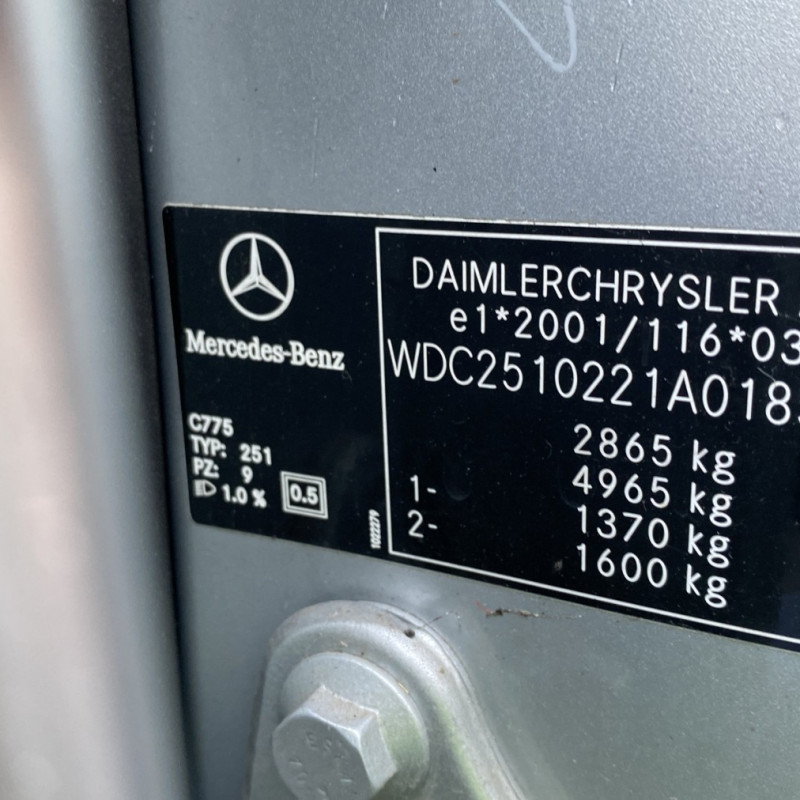 Mercedes-Benz
C775
TYP: 251
PZ: 9
1.0 %
0.5
1022279
DAIMLERCHRYSLER
e1*2001/116*03
WDC2510221A018
2865 kg
4965 kg
1- 1370 kg
2- 1600 kg